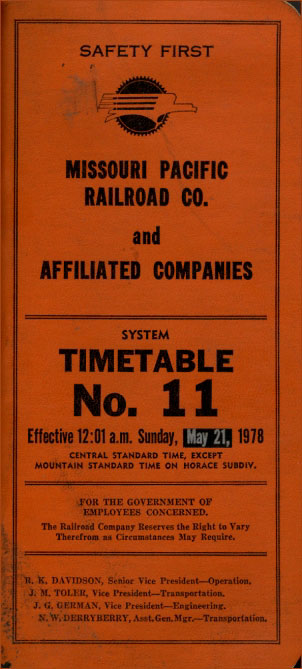 SAFETY FIRST
MISSOURI PACIFIC
RAILROAD CO.
and
AFFILIATED COMPANIES
SYSTEM
TIMETABLE
No. 11
Effective 12:01 a.m. Sunday, May 21, 1978
CENTRAL STANDARD TIME, EXCEPT
MOUNTAIN STANDARD TIME ON HORACE SUBDIV.
FOR THE GOVERNMENT OF
EMPLOYEES CONCERNED.
The Railroad Company Reserves the Right to Vary
Therefrom as Circumstances May Require.
R. K. DAVIDSON, Senior Vice President—Operation.
J. M. TOLER, Vice President—Transportation.
J. G. GERMAN, Vice President—Engineering.
N. W. DERRYBERRY, Asst. Gen. Mgr.—Transportation.